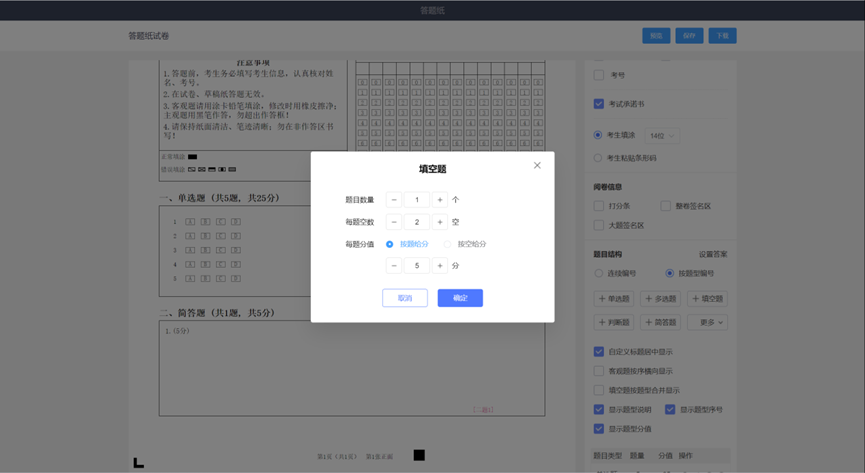 答题纸
答题纸试卷
预览 保存 下载
注意事项
1.答题前, 考生务必填写考生信息, 认真核对姓
名、考号。
2.在试卷、草稿纸答题无效。
3.客观题请用涂卡铅笔填涂, 修改时用橡皮擦净;
主观题用黑笔作答, 勿超出作答框!
4.请保持纸面清洁、笔迹清晰; 勿在非作答区书
写!
正常填涂
错误填涂
一、单选题 (共5题, 共25分)
1 A B C D
2 A B C D
3 A B C D
4 A B C D
5 A B C D
二、简答题 (共1题, 共5分)
1.(5分)
[二题1]
第1页 (共1页) 第1张正面
填空题
题目数量 − 1 + 个
每题空数 − 2 + 空
每题分值 按题给分 按空给分
− 5 + 分
取消 确定
考号
考试承诺书
考生填涂 14位
考生粘贴条形码
阅卷信息
打分条 整卷签名区
大题签名区
题目结构 设置答案
连续编号 按题型编号
+ 单选题 + 多选题 + 填空题
+ 判断题 + 简答题 更多
自定义标题居中显示
客观题按序横向显示
填空题按题型合并显示
显示题型说明 显示题型序号
显示题型分值
题目类型 题量 分值 操作